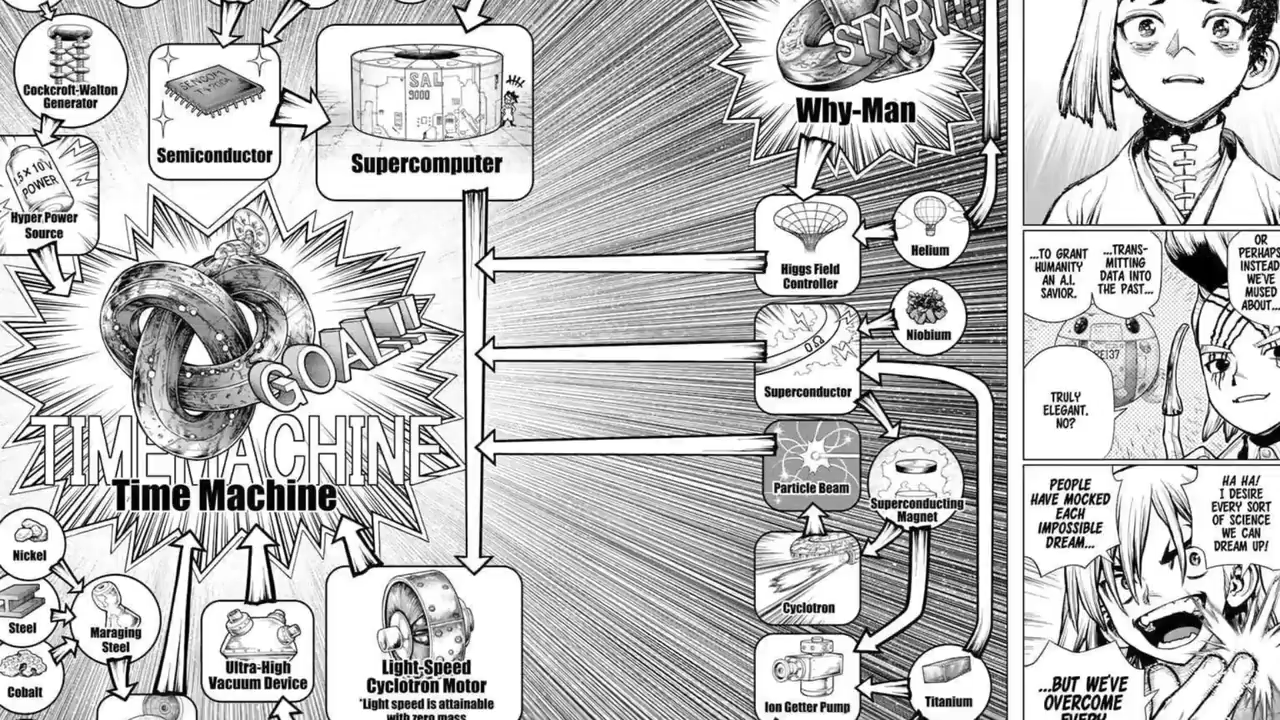 Cockcroft-Walton
Generator
Semiconductor
SAL
9000
Supercomputer
1.5 X 10 V
POWER
Hyper Power
Source
GOAL!!
TIMEMACHINE
Time Machine
Nickel
Steel
Cobalt
Maraging
Steel
Ultra-High
Vacuum Device
Light-Speed
Cyclotron Motor
*Light speed is attainable
with zero mass
START!!
Why-Man
Higgs Field
Controller
Helium
Niobium
0Ω
Superconductor
Particle Beam
Superconducting
Magnet
Cyclotron
Ion Getter Pump
Titanium
OR
PERHAPS
INSTEAD
WE'VE
MUSED
ABOUT...
...TRANS-
MITTING
DATA INTO
THE PAST...
...TO GRANT
HUMANITY
AN A.I.
SAVIOR.
TRULY
ELEGANT.
NO?
HA HA!
I DESIRE
EVERY SORT
OF SCIENCE
WE CAN
DREAM UP!
PEOPLE
HAVE MOCKED
EACH
IMPOSSIBLE
DREAM...
...BUT WE'VE
OVERCOME